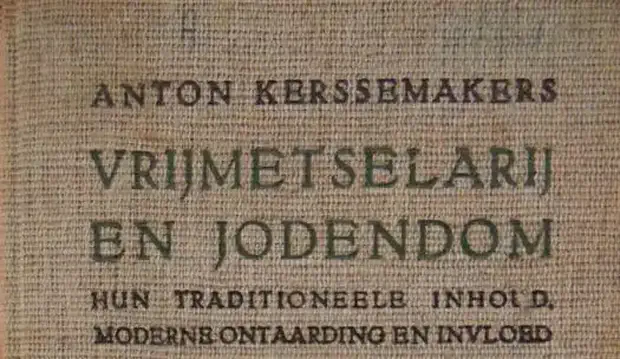 ANTON KERSSEMAKERS
VRIJMETSELARIJ
EN JODENDOM
HUN TRADITIONEELE INHOUD,
MODERNE ONTAARDING EN INVLOED